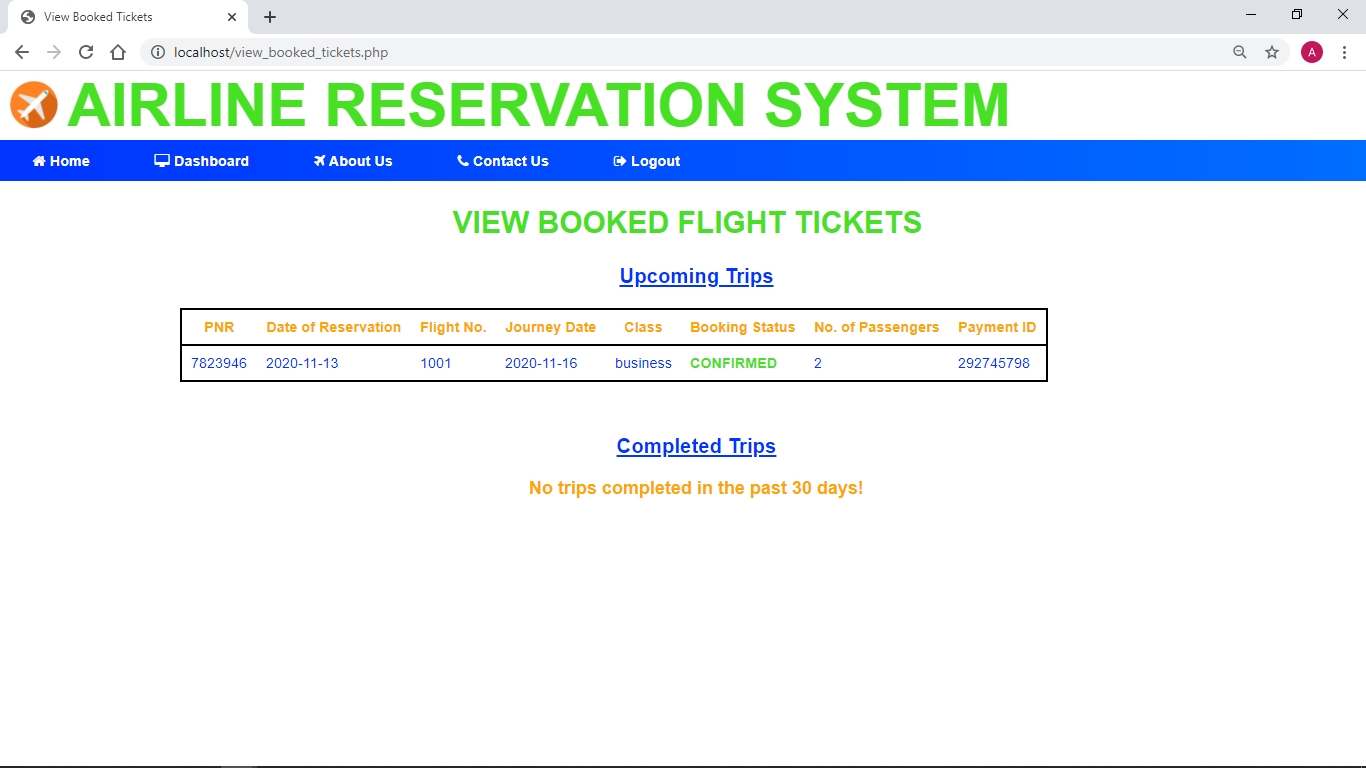 View Booked Tickets
localhost/view_booked_tickets.php
A
AIRLINE RESERVATION SYSTEM
Home Dashboard About Us Contact Us Logout
VIEW BOOKED FLIGHT TICKETS
Upcoming Trips
PNR Date of Reservation Flight No. Journey Date Class Booking Status No. of Passengers Payment ID
7823946 2020-11-13 1001 2020-11-16 business CONFIRMED 2 292745798
Completed Trips
No trips completed in the past 30 days!